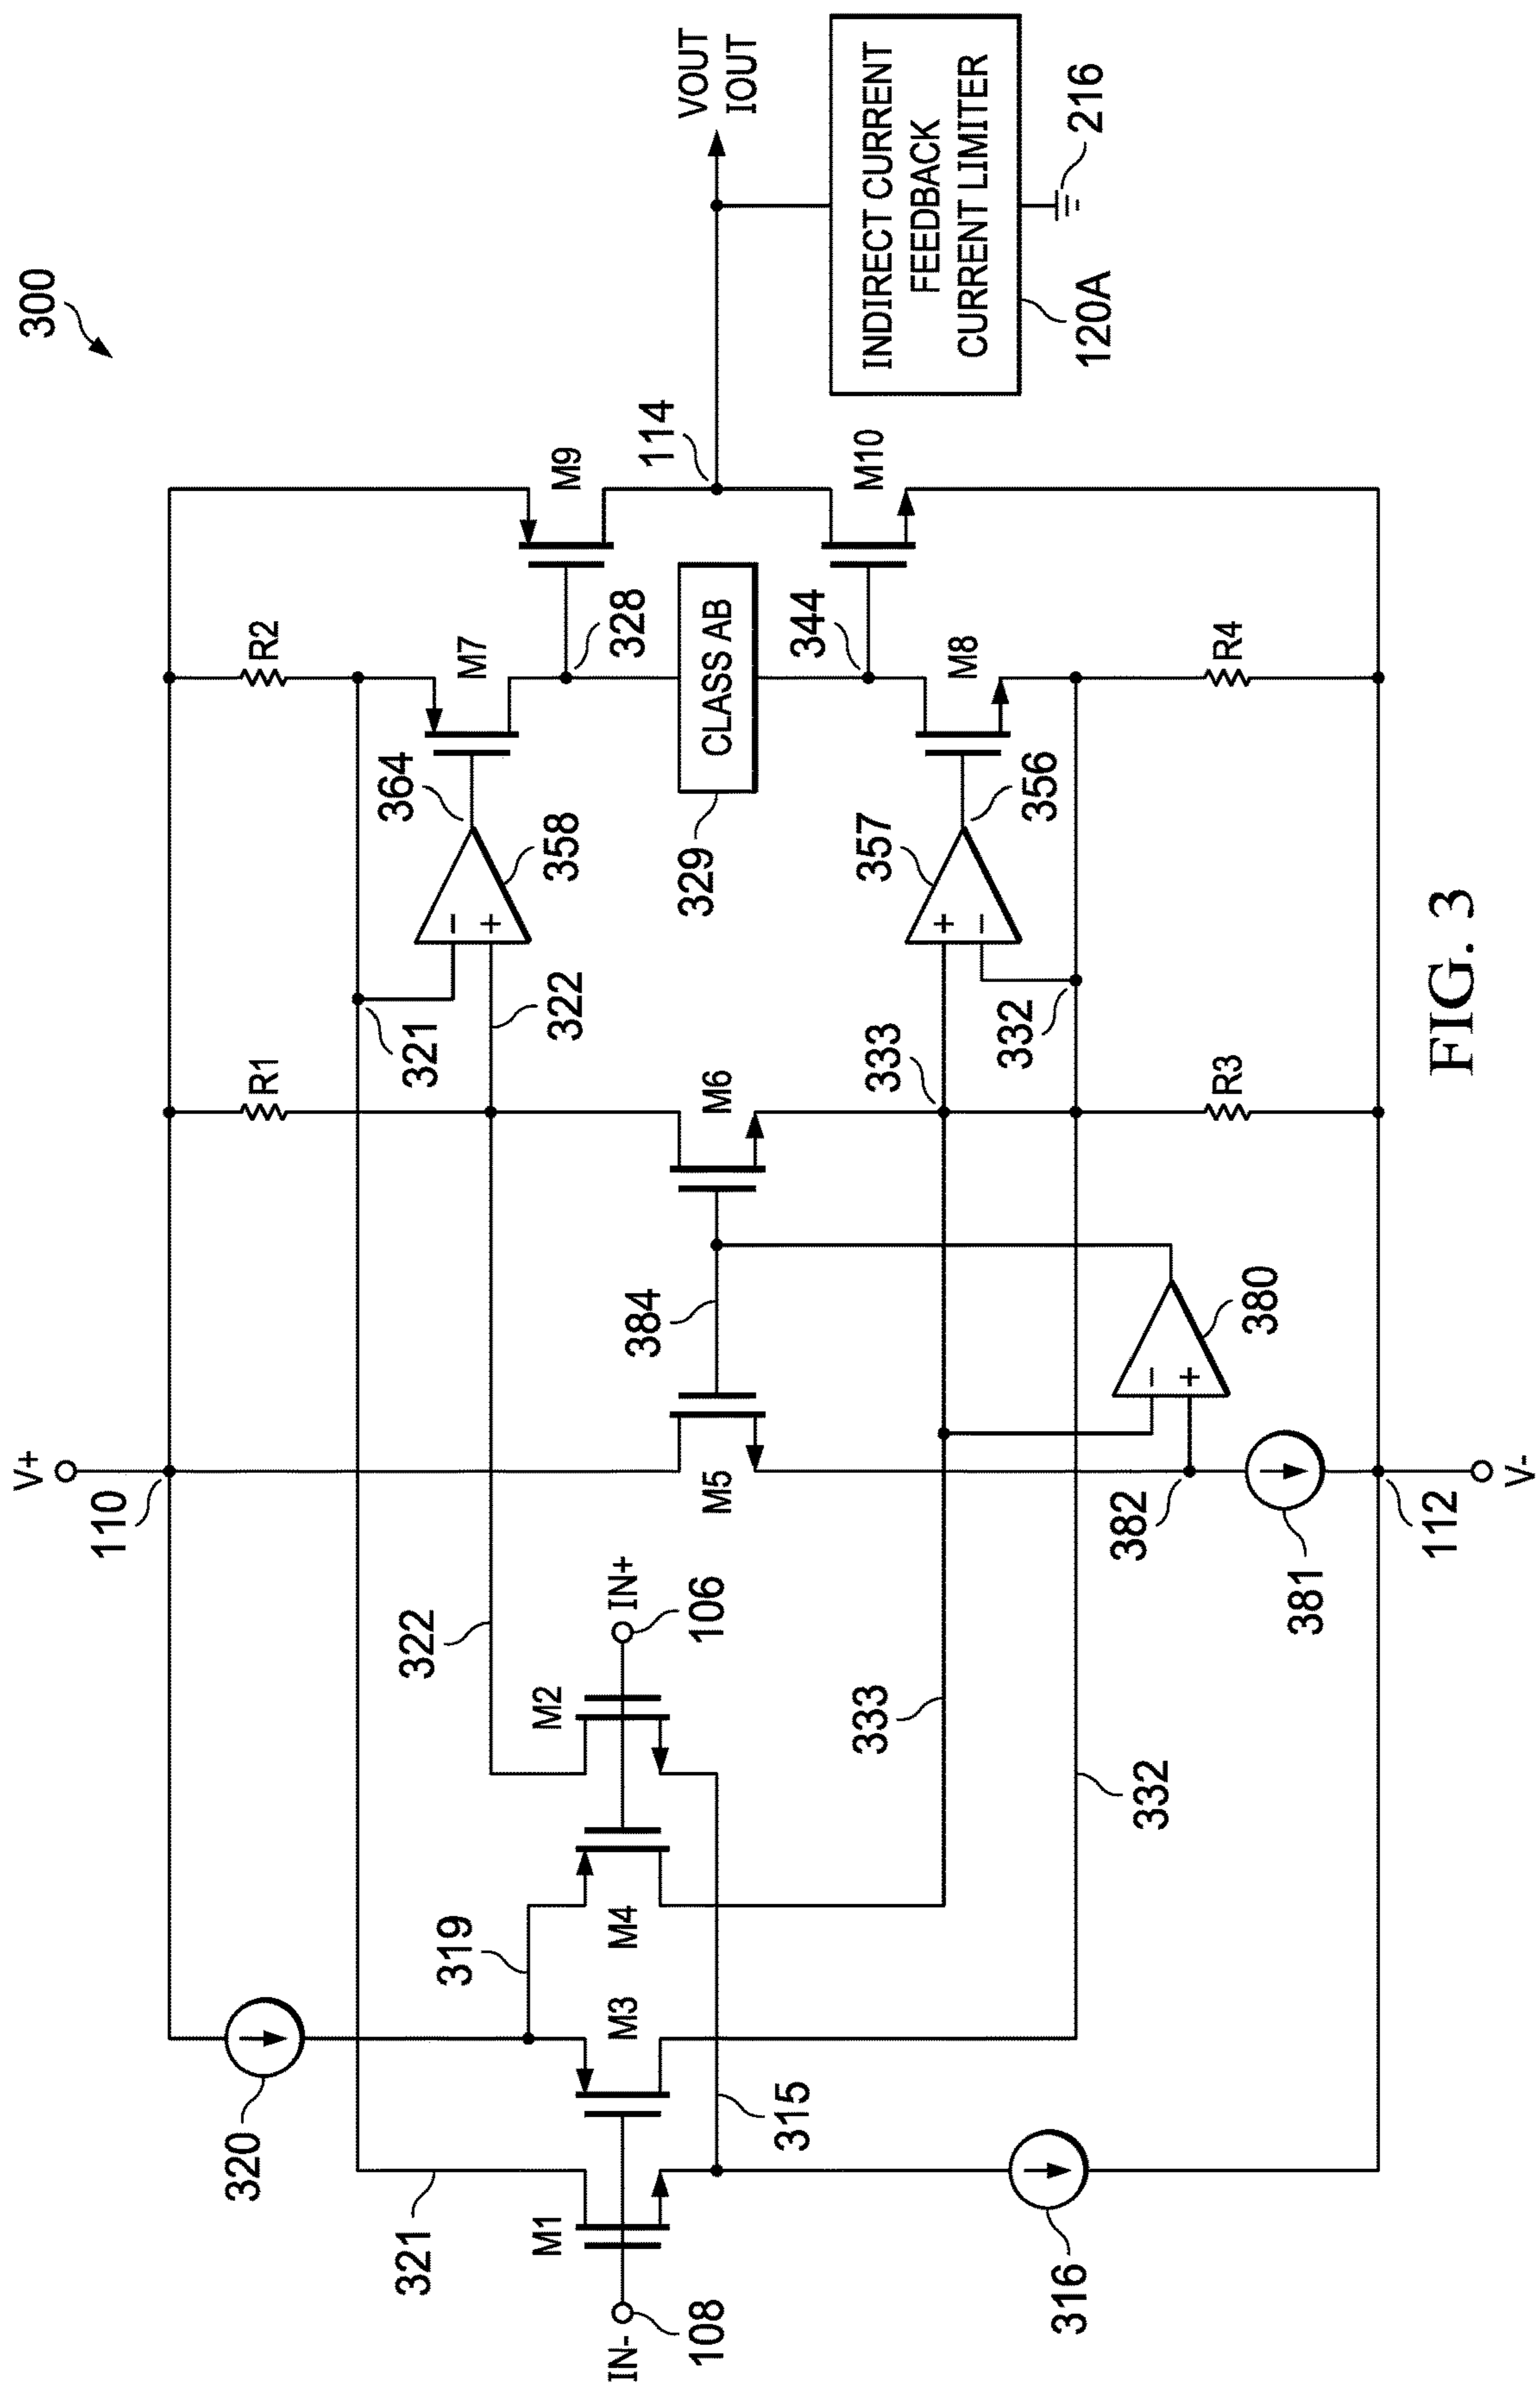 300
V+
110
R1
R2
320
321
321
322
322
319
M1
M2
M3
M4
IN-
108
IN+
106
315
316
333
333
332
332
M5
M6
384
382
381
380
112
V-
R3
R4
358
364
M7
328
CLASS AB
329
344
357
356
M8
M9
M10
114
VOUT
IOUT
INDIRECT CURRENT
FEEDBACK
CURRENT LIMITER
120A
216
-
+
+
-
-
+
FIG. 3